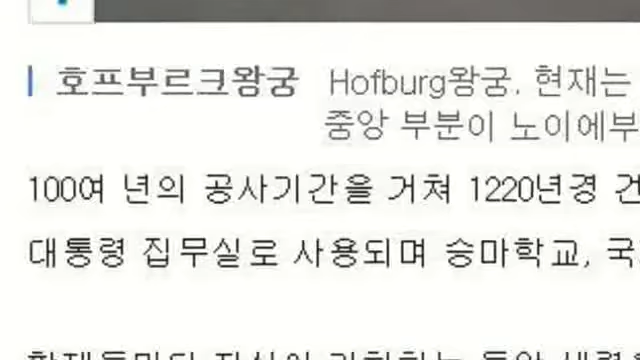 호프부르크왕궁 Hofburg왕궁. 현재는
중앙 부분이 노이에부
100여 년의 공사기간을 거쳐 1220년경
대통령 집무실로 사용되며 승마학교, 국